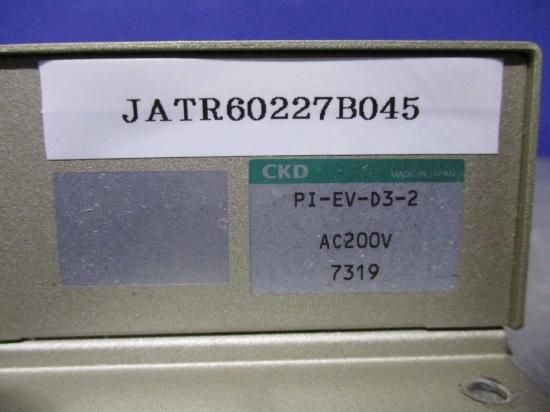 JATR60227B045
CKD MADE IN JAPAN
PI-EV-D3-2
AC200V
7319